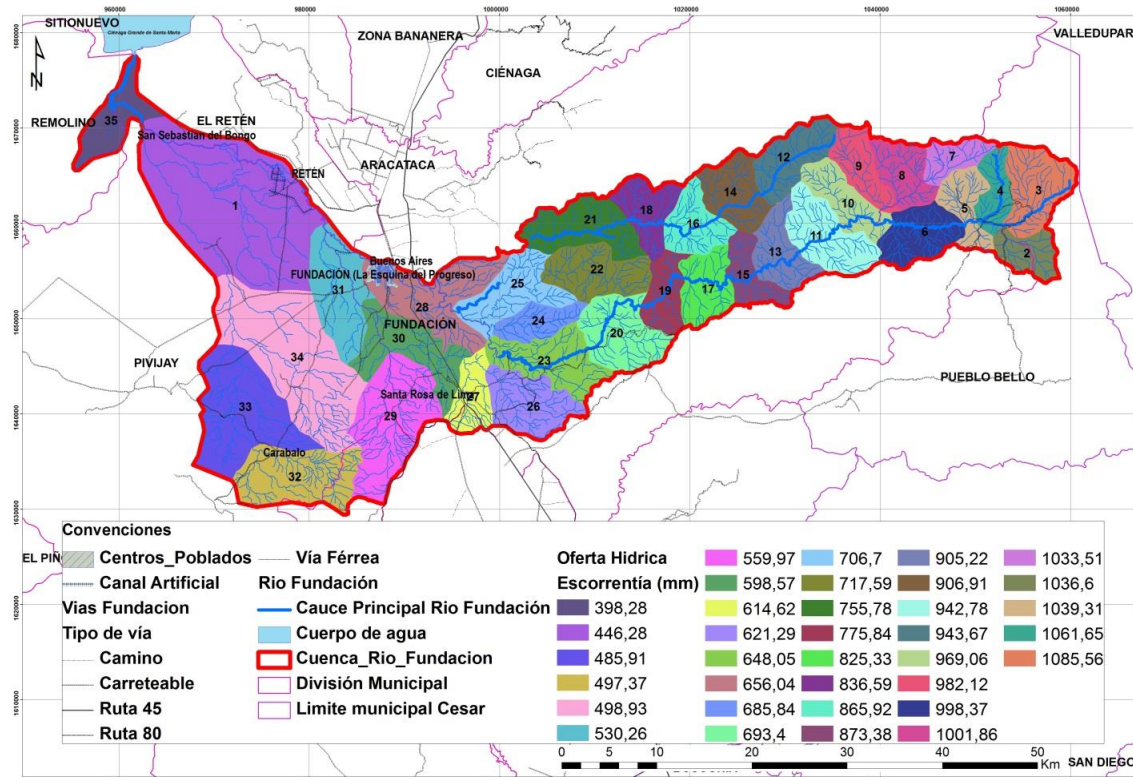 960000 980000 1000000 1020000 1040000 1060000
SITIONUEVO
Ciénaga Grande de Santa Marta
ZONA BANANERA
VALLEDUPAR
1680000
CIÉNAGA
N
REMOLINO
35
EL RETÉN
San Sebastián del Bongo
1670000
ARACATACA
RETÉN
12
9
8
7
14
4
3
1
18
21
16
10
5
11
6
1660000
13
2
Buenos Aires
FUNDACIÓN (La Esquina del Progreso)
31
22
15
25
17
19
28
FUNDACIÓN
24
20
1650000
30
23
PIVIJAY
34
PUEBLO BELLO
33
Santa Rosa de Lima
27
26
29
1640000
Carabalo
32
1630000
Convenciones
EL PIÑ
Centros_Poblados
Canal Artificial
Vias Fundacion
Tipo de vía
Camino
Carreteable
Ruta 45
Ruta 80
Vía Férrea
Rio Fundación
Cauce Principal Rio Fundación
Cuerpo de agua
Cuenca_Rio_Fundacion
División Municipal
Limite municipal Cesar
1620000
1610000
Oferta Hidrica
Escorrentía (mm)
398,28
446,28
485,91
497,37
498,93
530,26
559,97
598,57
614,62
621,29
648,05
656,04
685,84
693,4
706,7
717,59
755,78
775,84
825,33
836,59
865,92
873,38
905,22
906,91
942,78
943,67
969,06
982,12
998,37
1001,86
1033,51
1036,6
1039,31
1061,65
1085,56
0 5 10 20 30 40 50
Km
SAN DIEGO